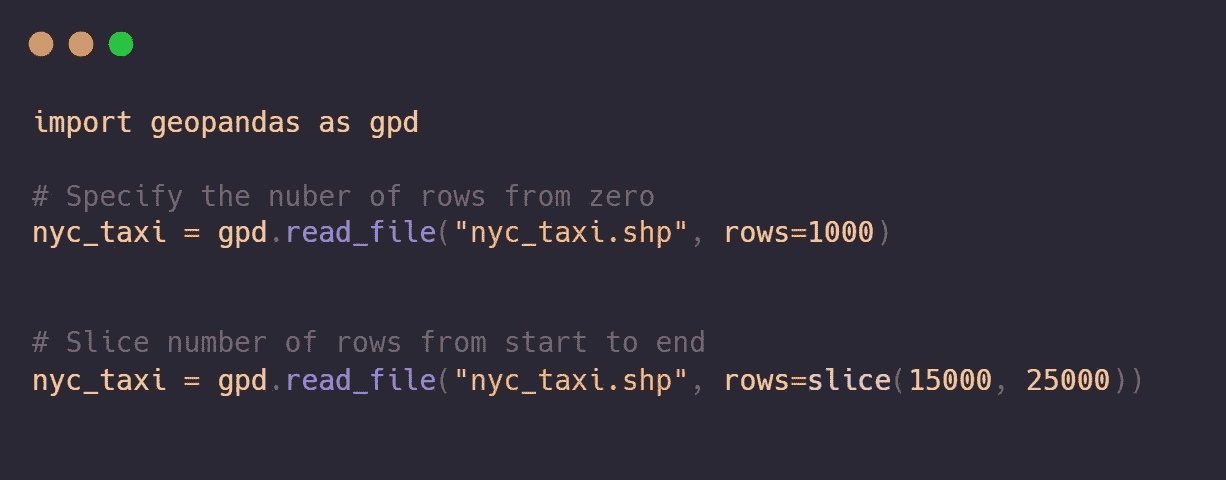 import geopandas as gpd
# Specify the nuber of rows from zero
nyc_taxi = gpd.read_file("nyc_taxi.shp", rows=1000)
# Slice number of rows from start to end
nyc_taxi = gpd.read_file("nyc_taxi.shp", rows=slice(15000, 25000))